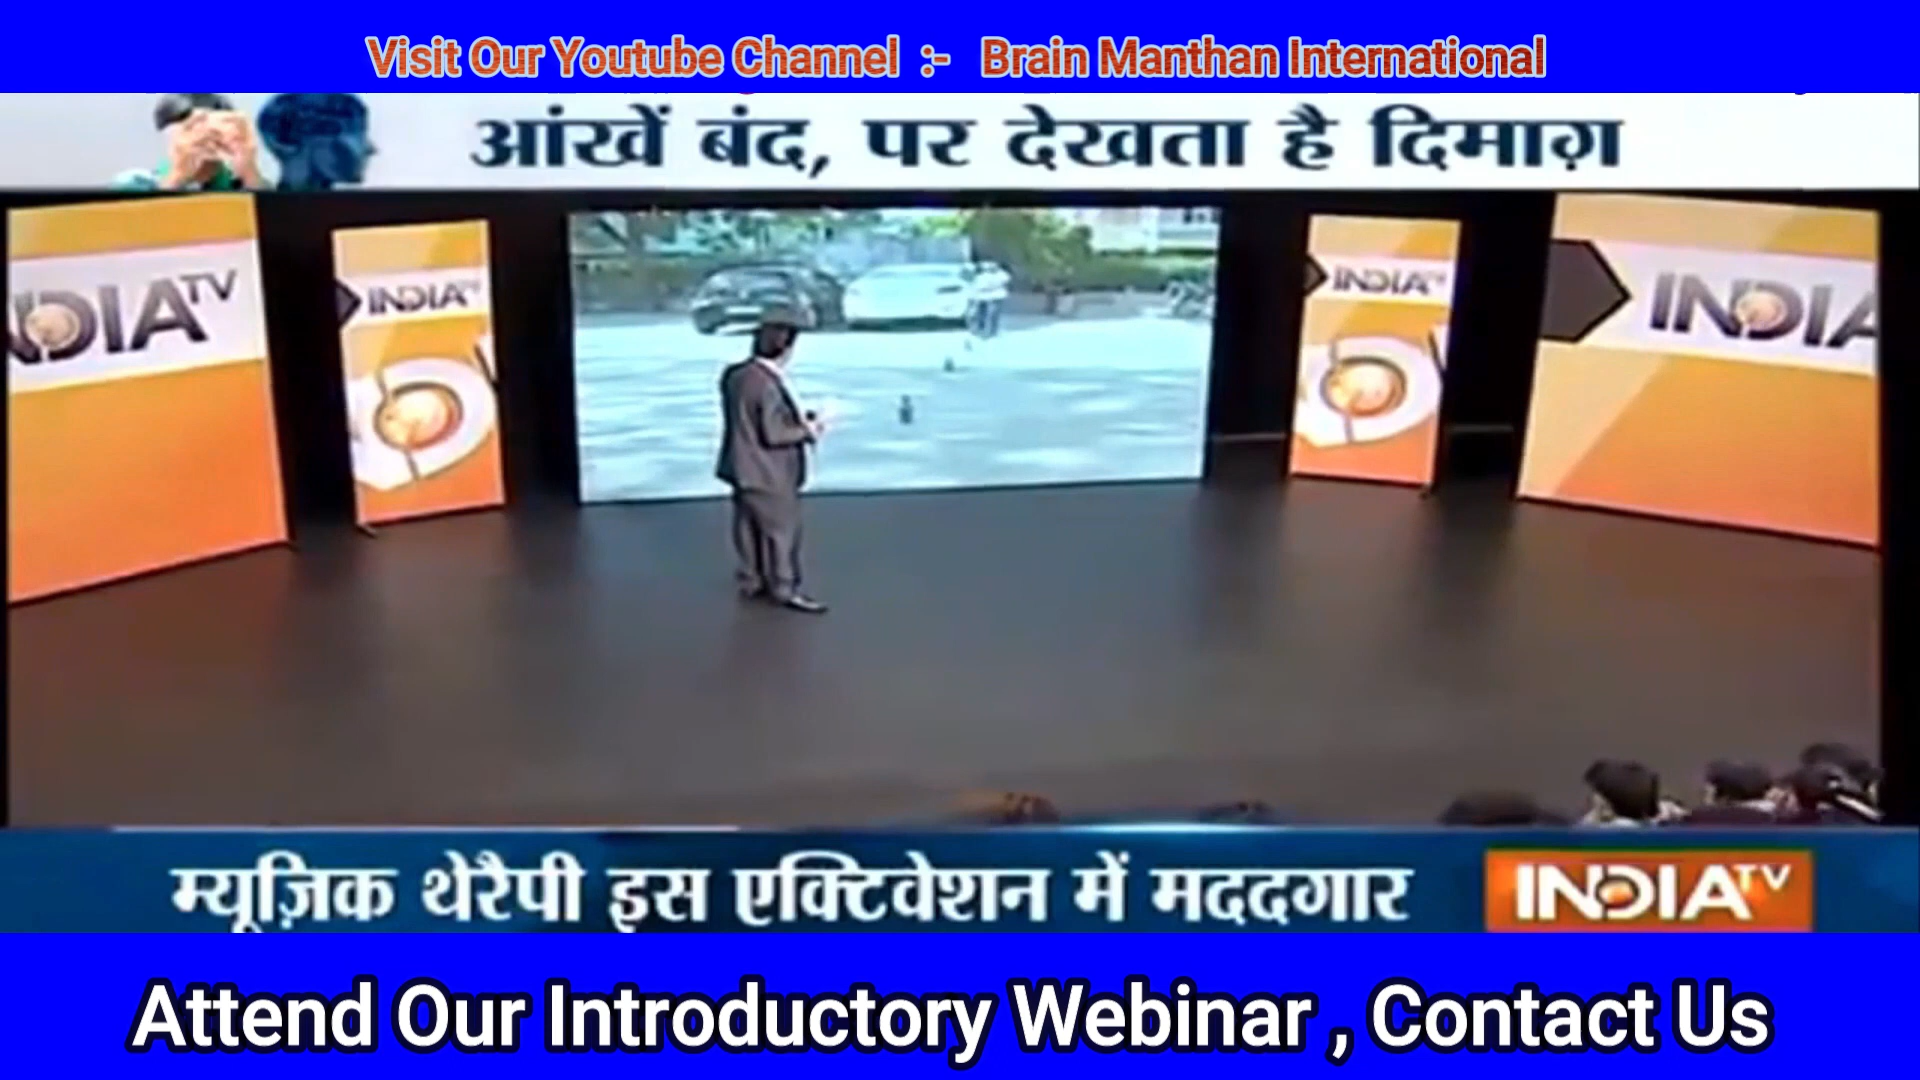 Visit Our Youtube Channel :- Brain Manthan International
आंखें बंद, पर देखता है दिमाग़
INDIA TV
INDIA TV
INDIA TV
INDIA
म्यूज़िक थेरैपी इस एक्टिवेशन में मददगार
INDIA TV
Attend Our Introductory Webinar , Contact Us